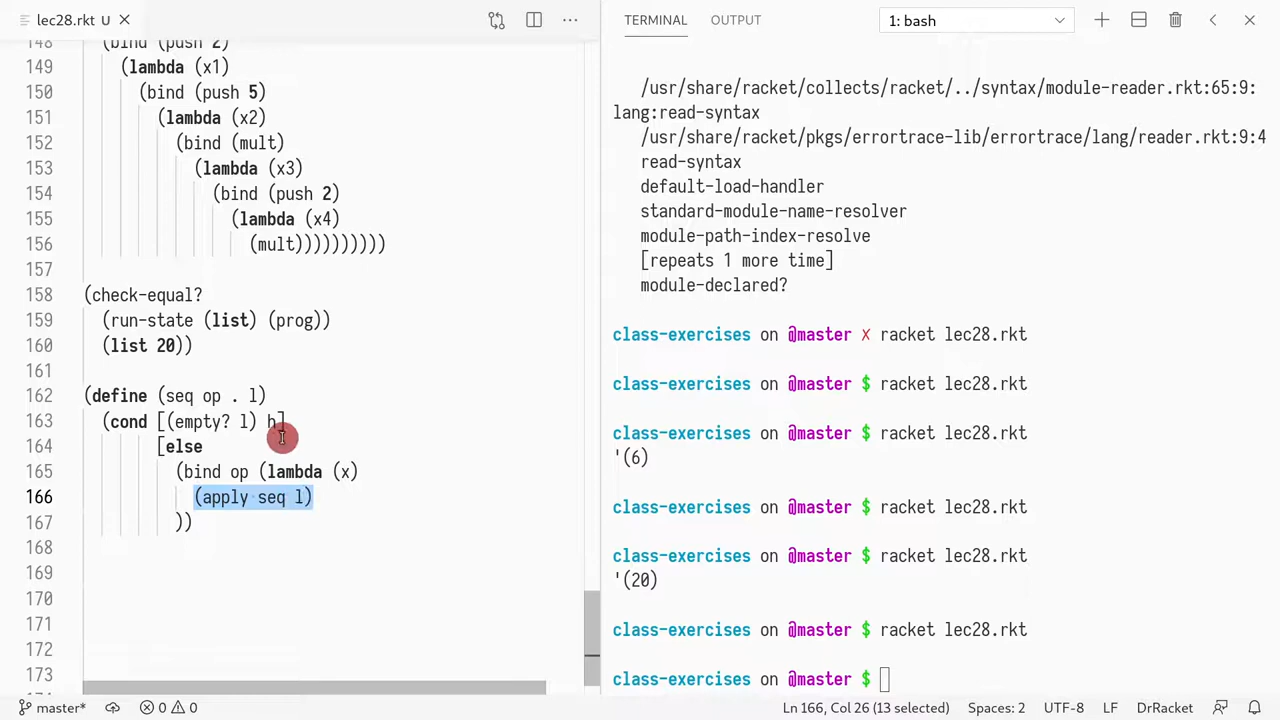 lec28.rkt U
TERMINAL OUTPUT 1: bash
148 (bind (push 2)
149 (lambda (x1)
150 (bind (push 5)
151 (lambda (x2)
152 (bind (mult)
153 (lambda (x3)
154 (bind (push 2)
155 (lambda (x4)
156 (mult))))))))))
157
158 (check-equal?
159 (run-state (list) (prog))
160 (list 20))
161
162 (define (seq op . l)
163 (cond [(empty? l) h]
164 [else
165 (bind op (lambda (x)
166 (apply seq l)
167 ))
168
169
170
171
172
173
/usr/share/racket/collects/racket/../syntax/module-reader.rkt:65:9:
lang:read-syntax
/usr/share/racket/pkgs/errortrace-lib/errortrace/lang/reader.rkt:9:4
read-syntax
default-load-handler
standard-module-name-resolver
module-path-index-resolve
[repeats 1 more time]
module-declared?
class-exercises on @master X racket lec28.rkt
class-exercises on @master $ racket lec28.rkt
class-exercises on @master $ racket lec28.rkt
'(6)
class-exercises on @master $ racket lec28.rkt
class-exercises on @master $ racket lec28.rkt
'(20)
class-exercises on @master $ racket lec28.rkt
class-exercises on @master $
master* 0 0 Ln 166, Col 26 (13 selected) Spaces: 2 UTF-8 LF DrRacket